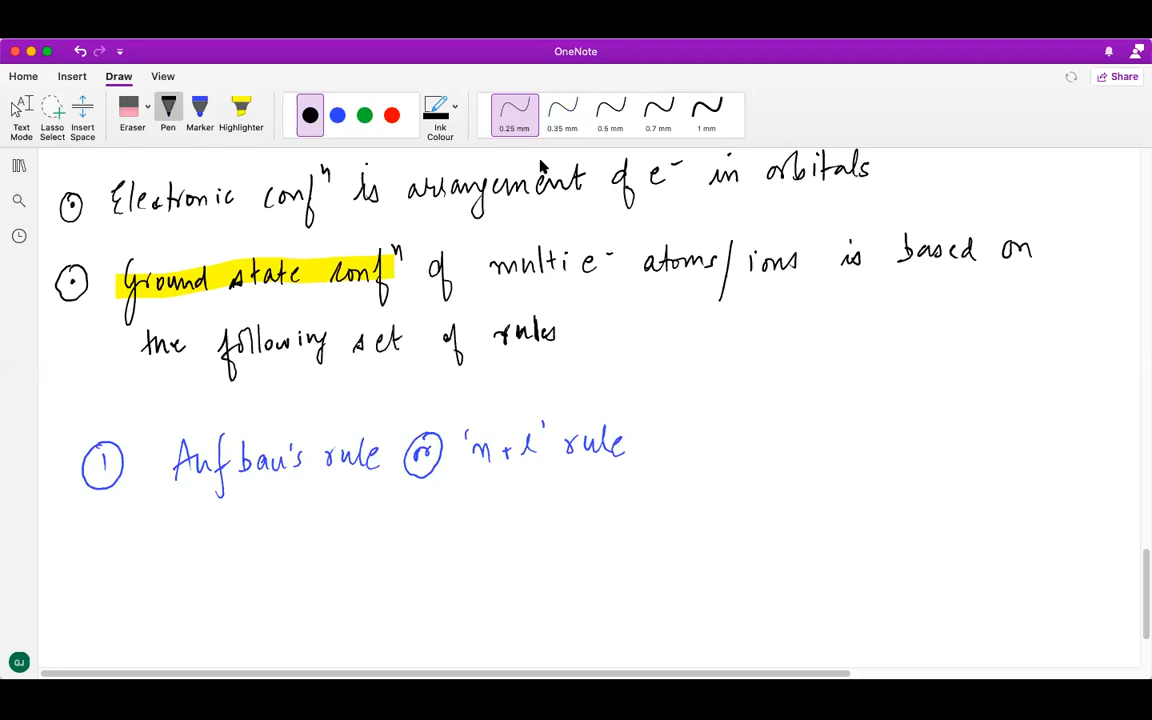 OneNote
Home Insert Draw View
Share
Text Mode
Lasso Select
Insert Space
Eraser
Pen
Marker
Highlighter
Ink Colour
0.25 mm
0.35 mm
0.5 mm
0.7 mm
1 mm
Electronic confⁿ is arrangement of e⁻ in orbitals
Ground state confⁿ of multi e⁻ atoms/ions is based on
the following set of rules
① Aufbau's rule or 'n+l' rule
GJ